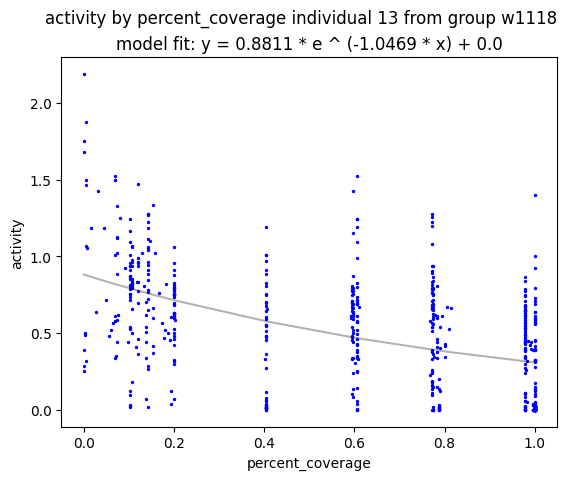 activity by percent_coverage individual 13 from group w1118
model fit: y = 0.8811 * e ^ (-1.0469 * x) + 0.0
2.0
1.5
1.0
0.5
0.0
activity
0.0 0.2 0.4 0.6 0.8 1.0
percent_coverage